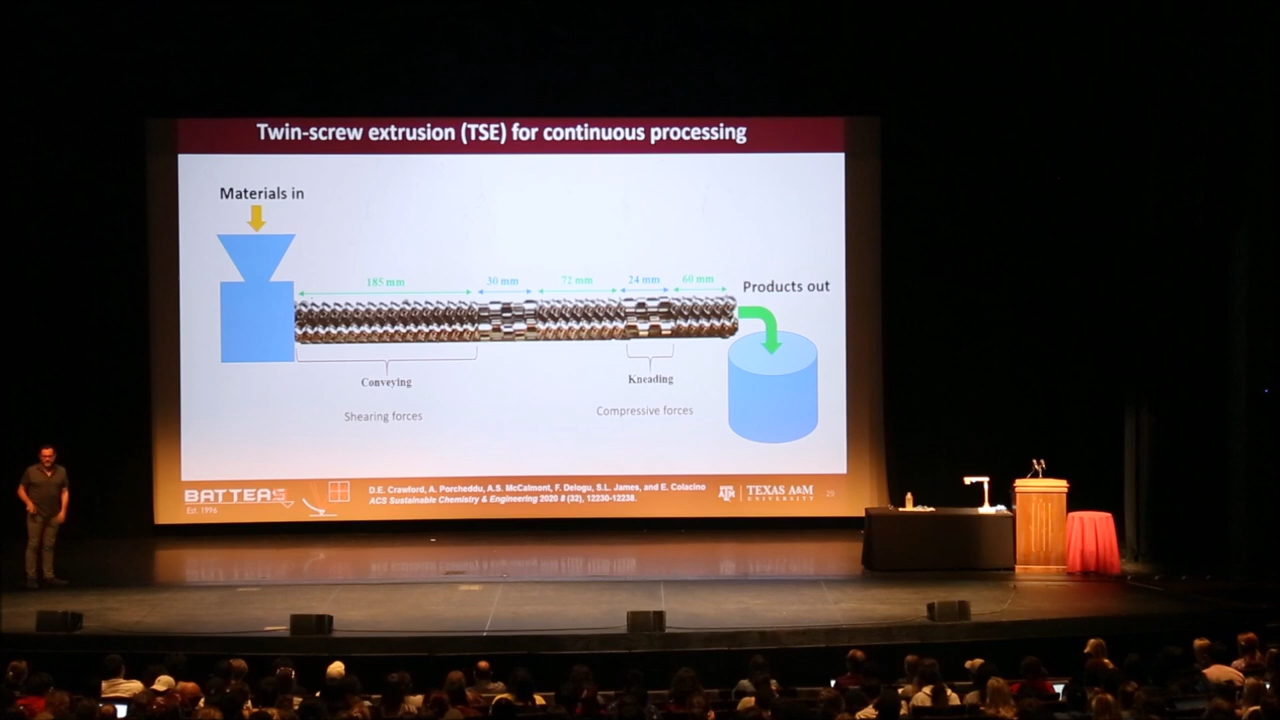 Twin-screw extrusion (TSE) for continuous processing
Materials in
185 mm
30 mm
72 mm
24 mm
60 mm
Products out
Conveying
Kneading
Shearing forces
Compressive forces
BATTEAS
Est. 1996
D.E. Crawford, A. Porcheddu, A.S. McCalmont, F. Delogu, S.L. James, and E. Colacino
ACS Sustainable Chemistry & Engineering 2020 8 (32), 12230-12238.
ATM
TEXAS A&M
UNIVERSITY